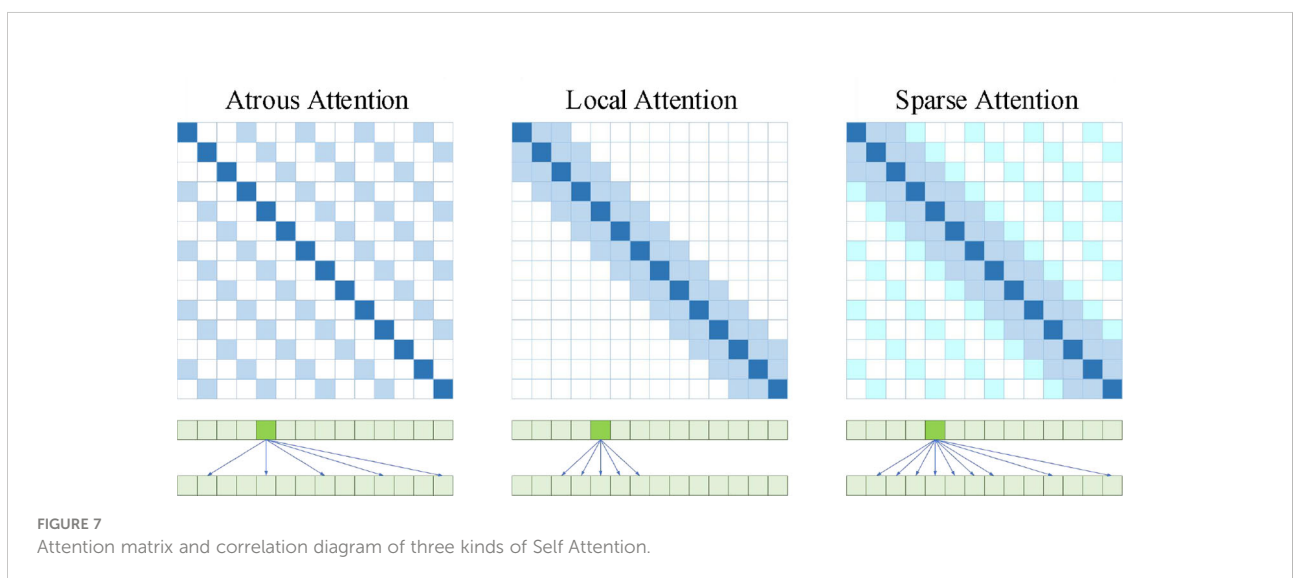 Atrous Attention
Local Attention
Sparse Attention
FIGURE 7
Attention matrix and correlation diagram of three kinds of Self Attention.